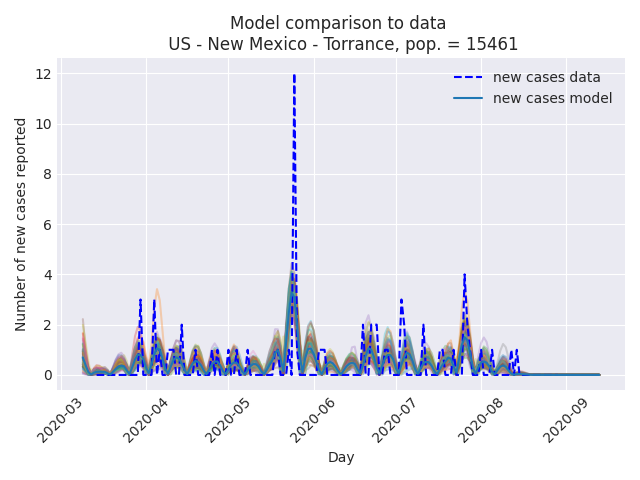 Model comparison to data
US - New Mexico - Torrance, pop. = 15461
new cases data
new cases model
Number of new cases reported
12
10
8
6
4
2
0
2020-03
2020-04
2020-05
2020-06
2020-07
2020-08
2020-09
Day